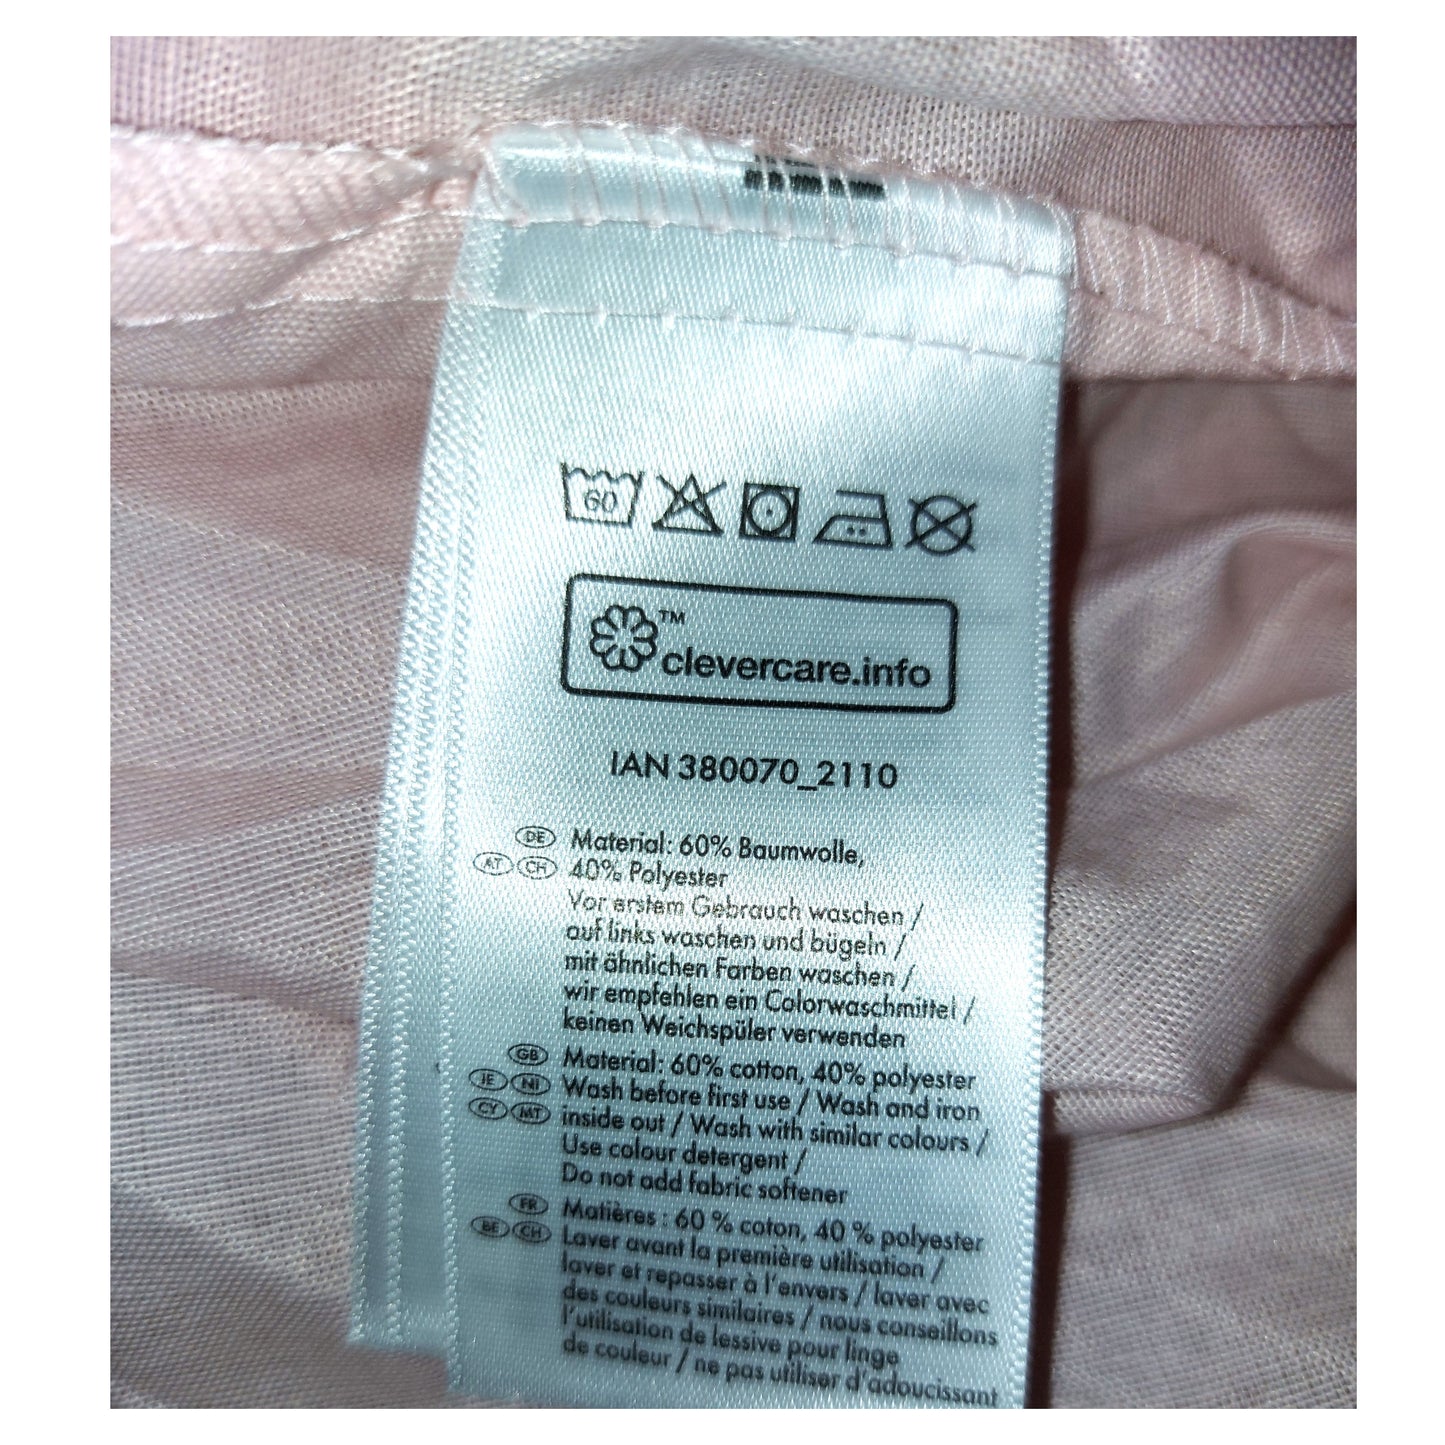 60
™
clevercare.info
IAN 380070_2110
DE Material: 60% Baumwolle,
AT CH 40% Polyester
Vor erstem Gebrauch waschen /
auf links waschen und bügeln /
mit ähnlichen Farben waschen /
wir empfehlen ein Colorwaschmittel /
keinen Weichspüler verwenden
GB Material: 60% cotton, 40% polyester
IE NI Wash before first use / Wash and iron
CY MT inside out / Wash with similar colours /
Use colour detergent /
Do not add fabric softener
FR Matières : 60 % coton, 40 % polyester
BE CH Laver avant la première utilisation /
laver et repasser à l'envers / laver avec
des couleurs similaires / nous conseillons
l'utilisation de lessive pour linge
de couleur / ne pas utiliser d'adoucissant